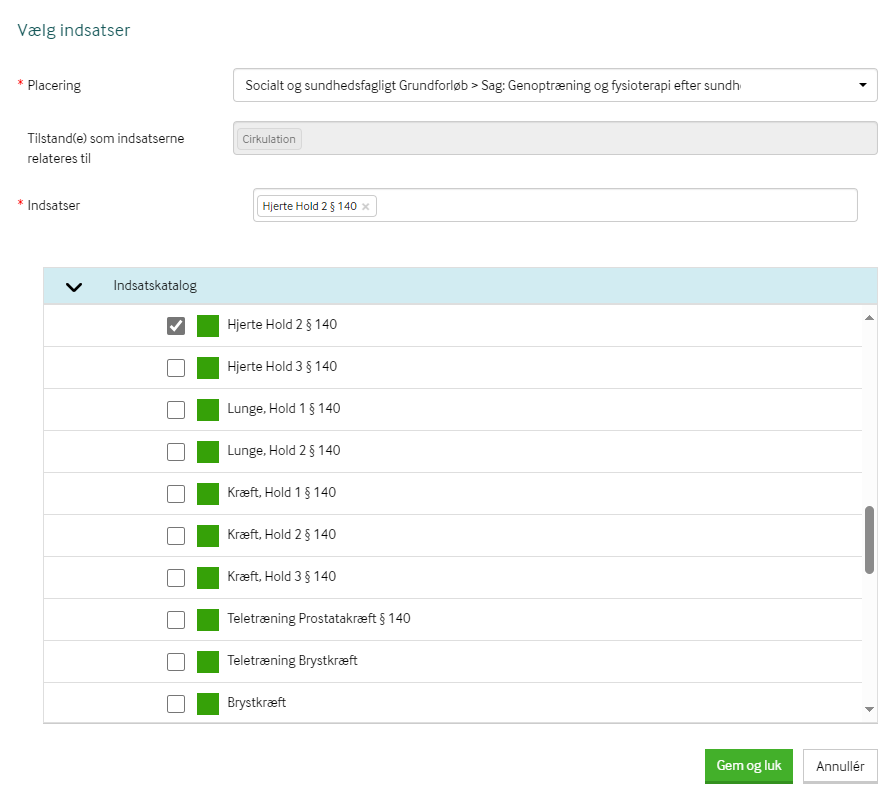 Vælg indsatser
* Placering
Socialt og sundhedsfagligt Grundforløb > Sag: Genoptræning og fysioterapi efter sundh
Tilstand(e) som indsatserne
relateres til
Cirkulation
* Indsatser
Hjerte Hold 2 § 140 ×
Indsatskatalog
Hjerte Hold 2 § 140
Hjerte Hold 3 § 140
Lunge, Hold 1 § 140
Lunge, Hold 2 § 140
Kræft, Hold 1 § 140
Kræft, Hold 2 § 140
Kræft, Hold 3 § 140
Teletræning Prostatakræft § 140
Teletræning Brystkræft
Brystkræft
Gem og luk
Annullér